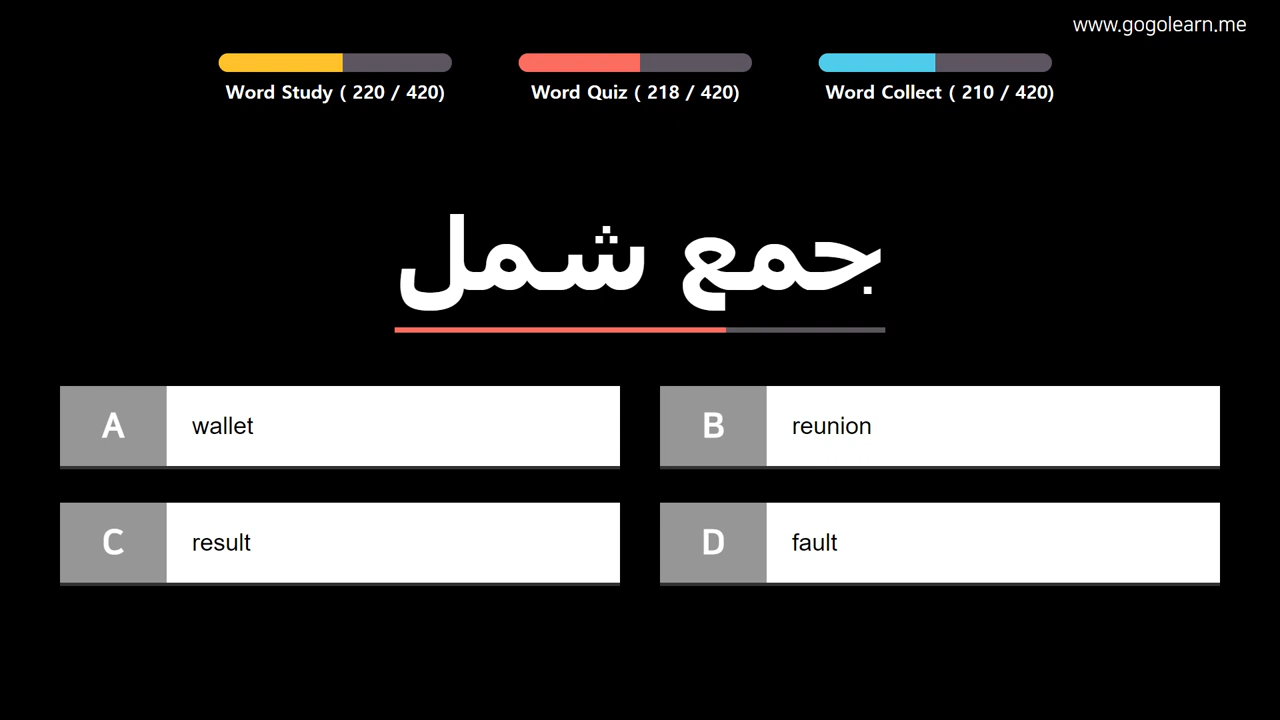 www.gogolearn.me
Word Study ( 220 / 420)
Word Quiz ( 218 / 420)
Word Collect ( 210 / 420)
جمع شمل
A wallet
B reunion
C result
D fault